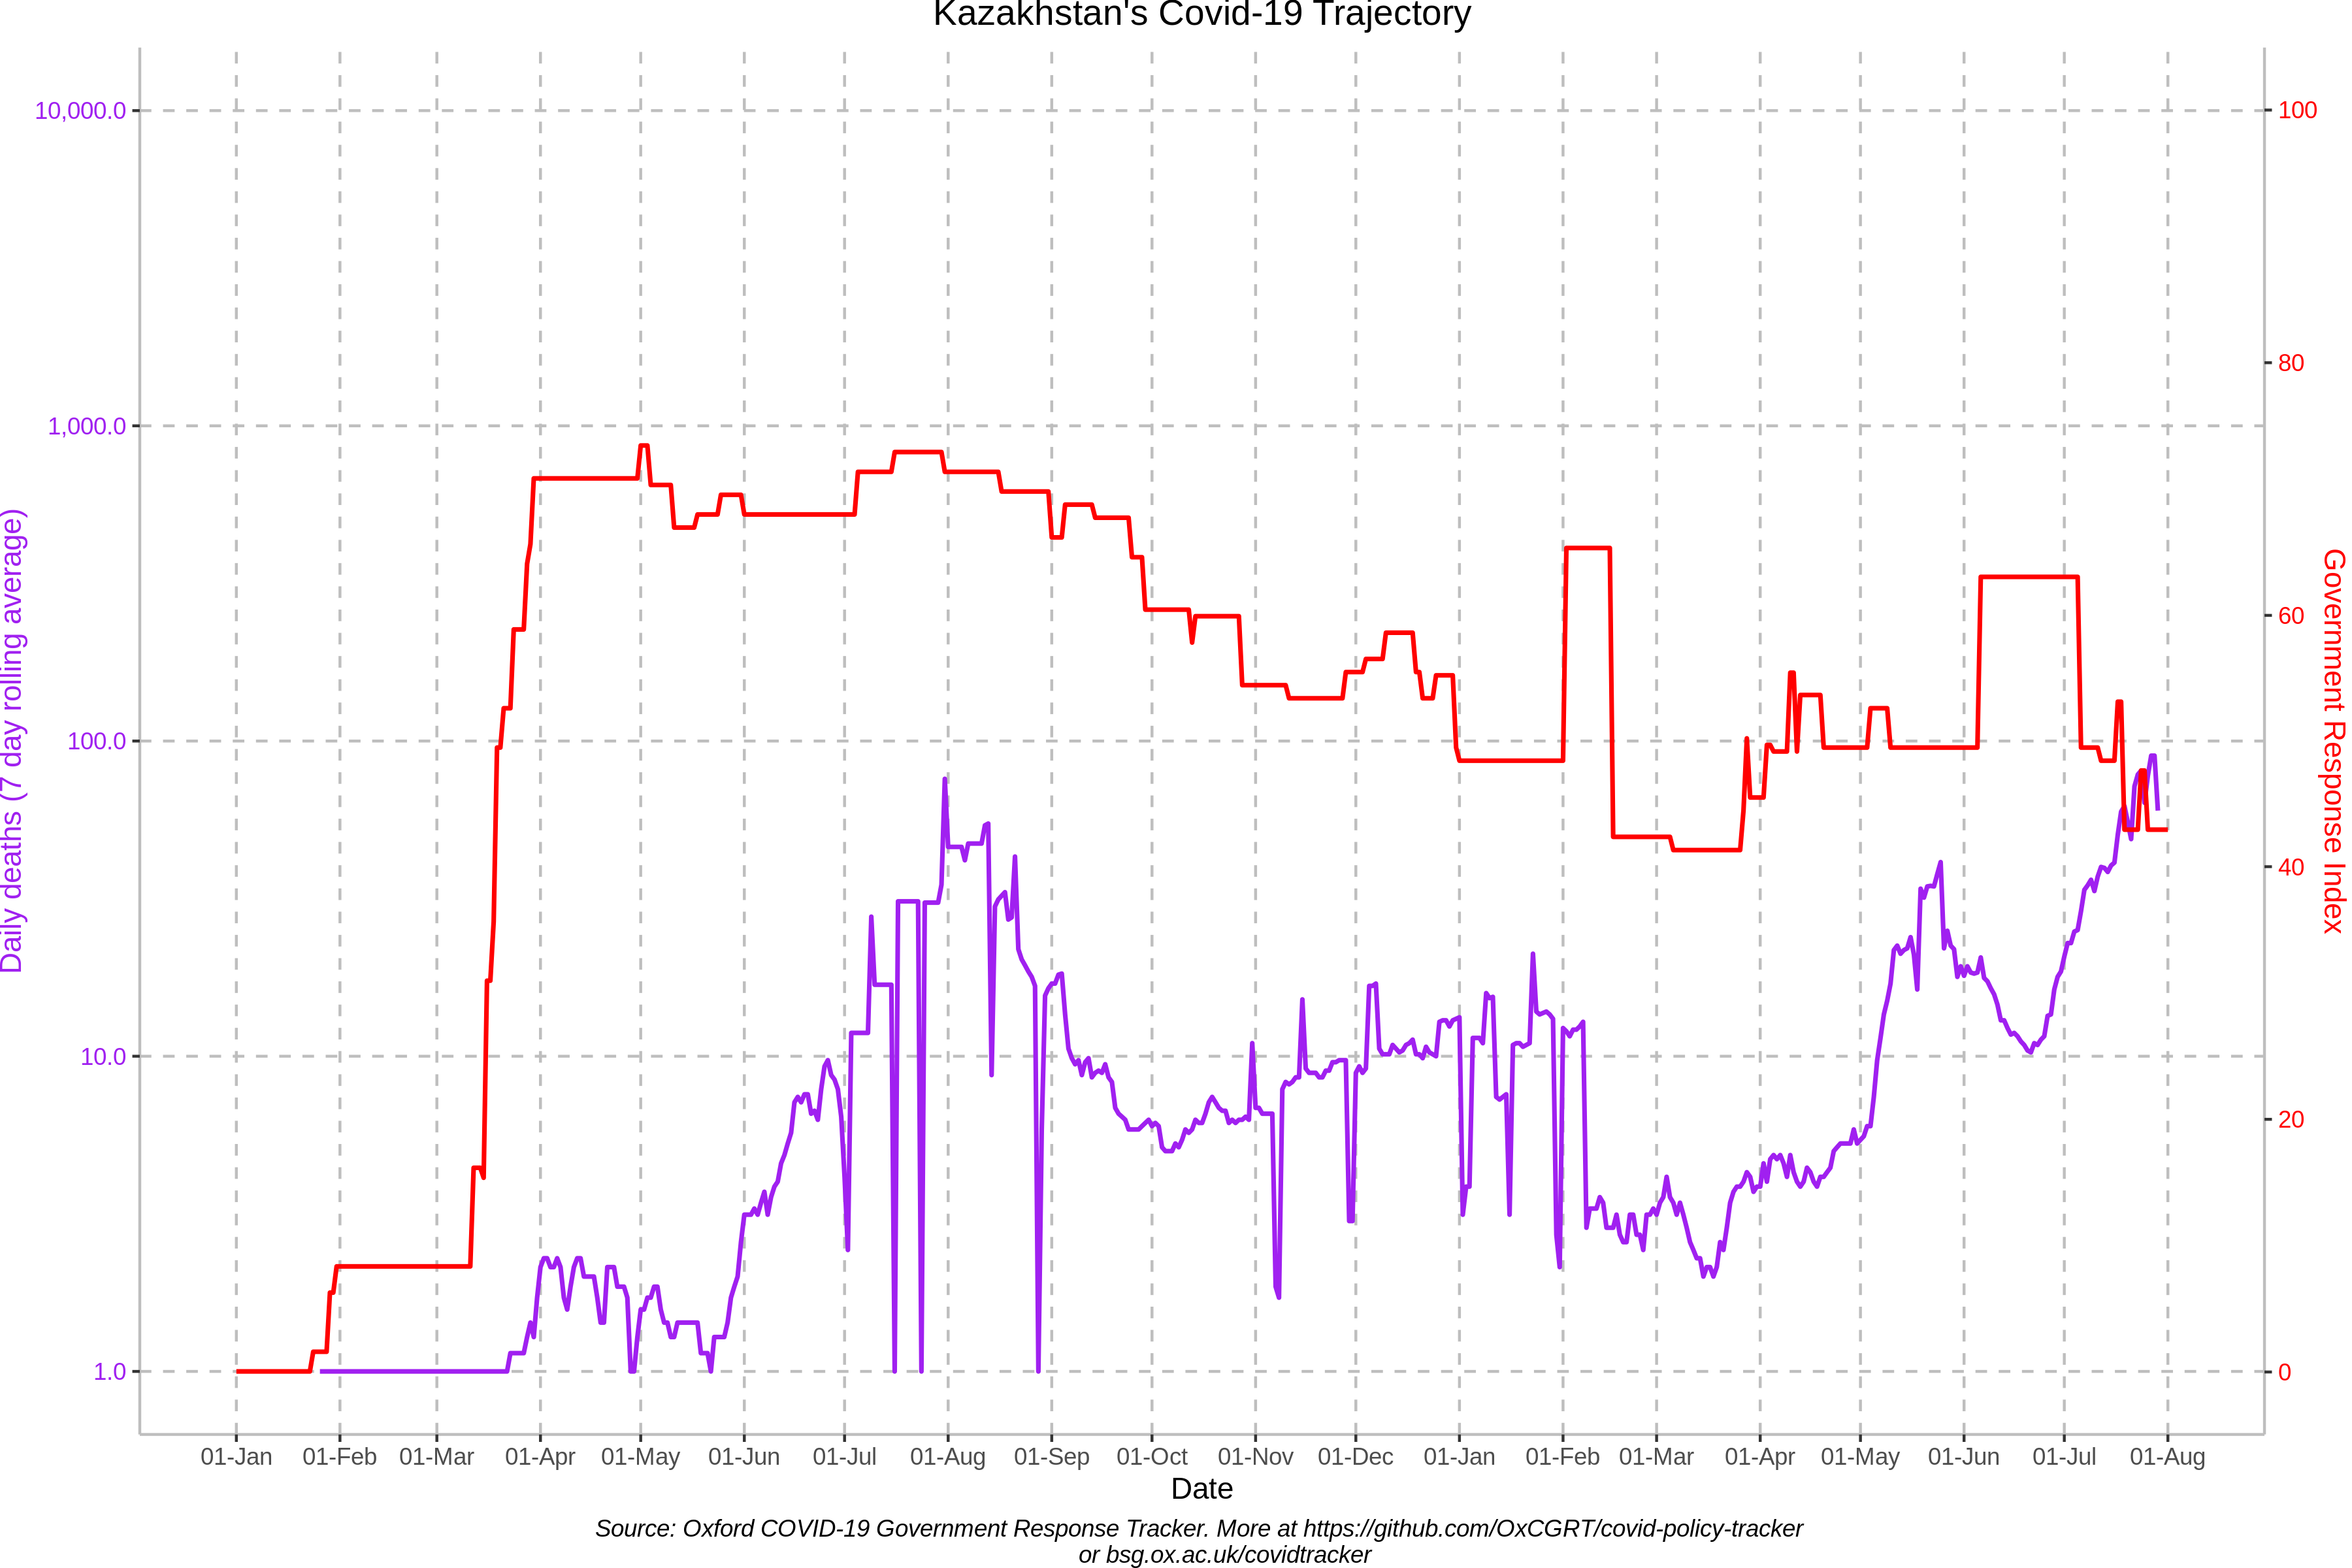 Kazakhstan's Covid-19 Trajectory
Daily deaths (7 day rolling average)
10,000.0
1,000.0
100.0
10.0
1.0
100
80
60
40
20
0
Government Response Index
01-Jan 01-Feb 01-Mar 01-Apr 01-May 01-Jun 01-Jul 01-Aug 01-Sep 01-Oct 01-Nov 01-Dec 01-Jan 01-Feb 01-Mar 01-Apr 01-May 01-Jun 01-Jul 01-Aug
Date
Source: Oxford COVID-19 Government Response Tracker. More at https://github.com/OxCGRT/covid-policy-tracker
or bsg.ox.ac.uk/covidtracker